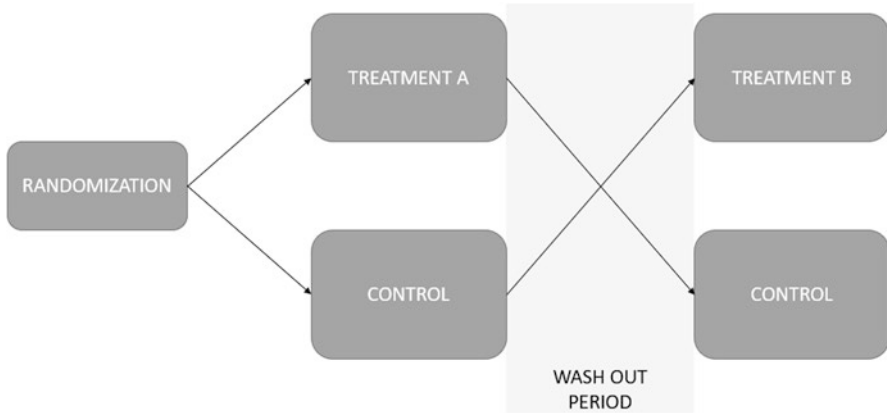 TREATMENT A
TREATMENT B
RANDOMIZATION
CONTROL
CONTROL
WASH OUT
PERIOD